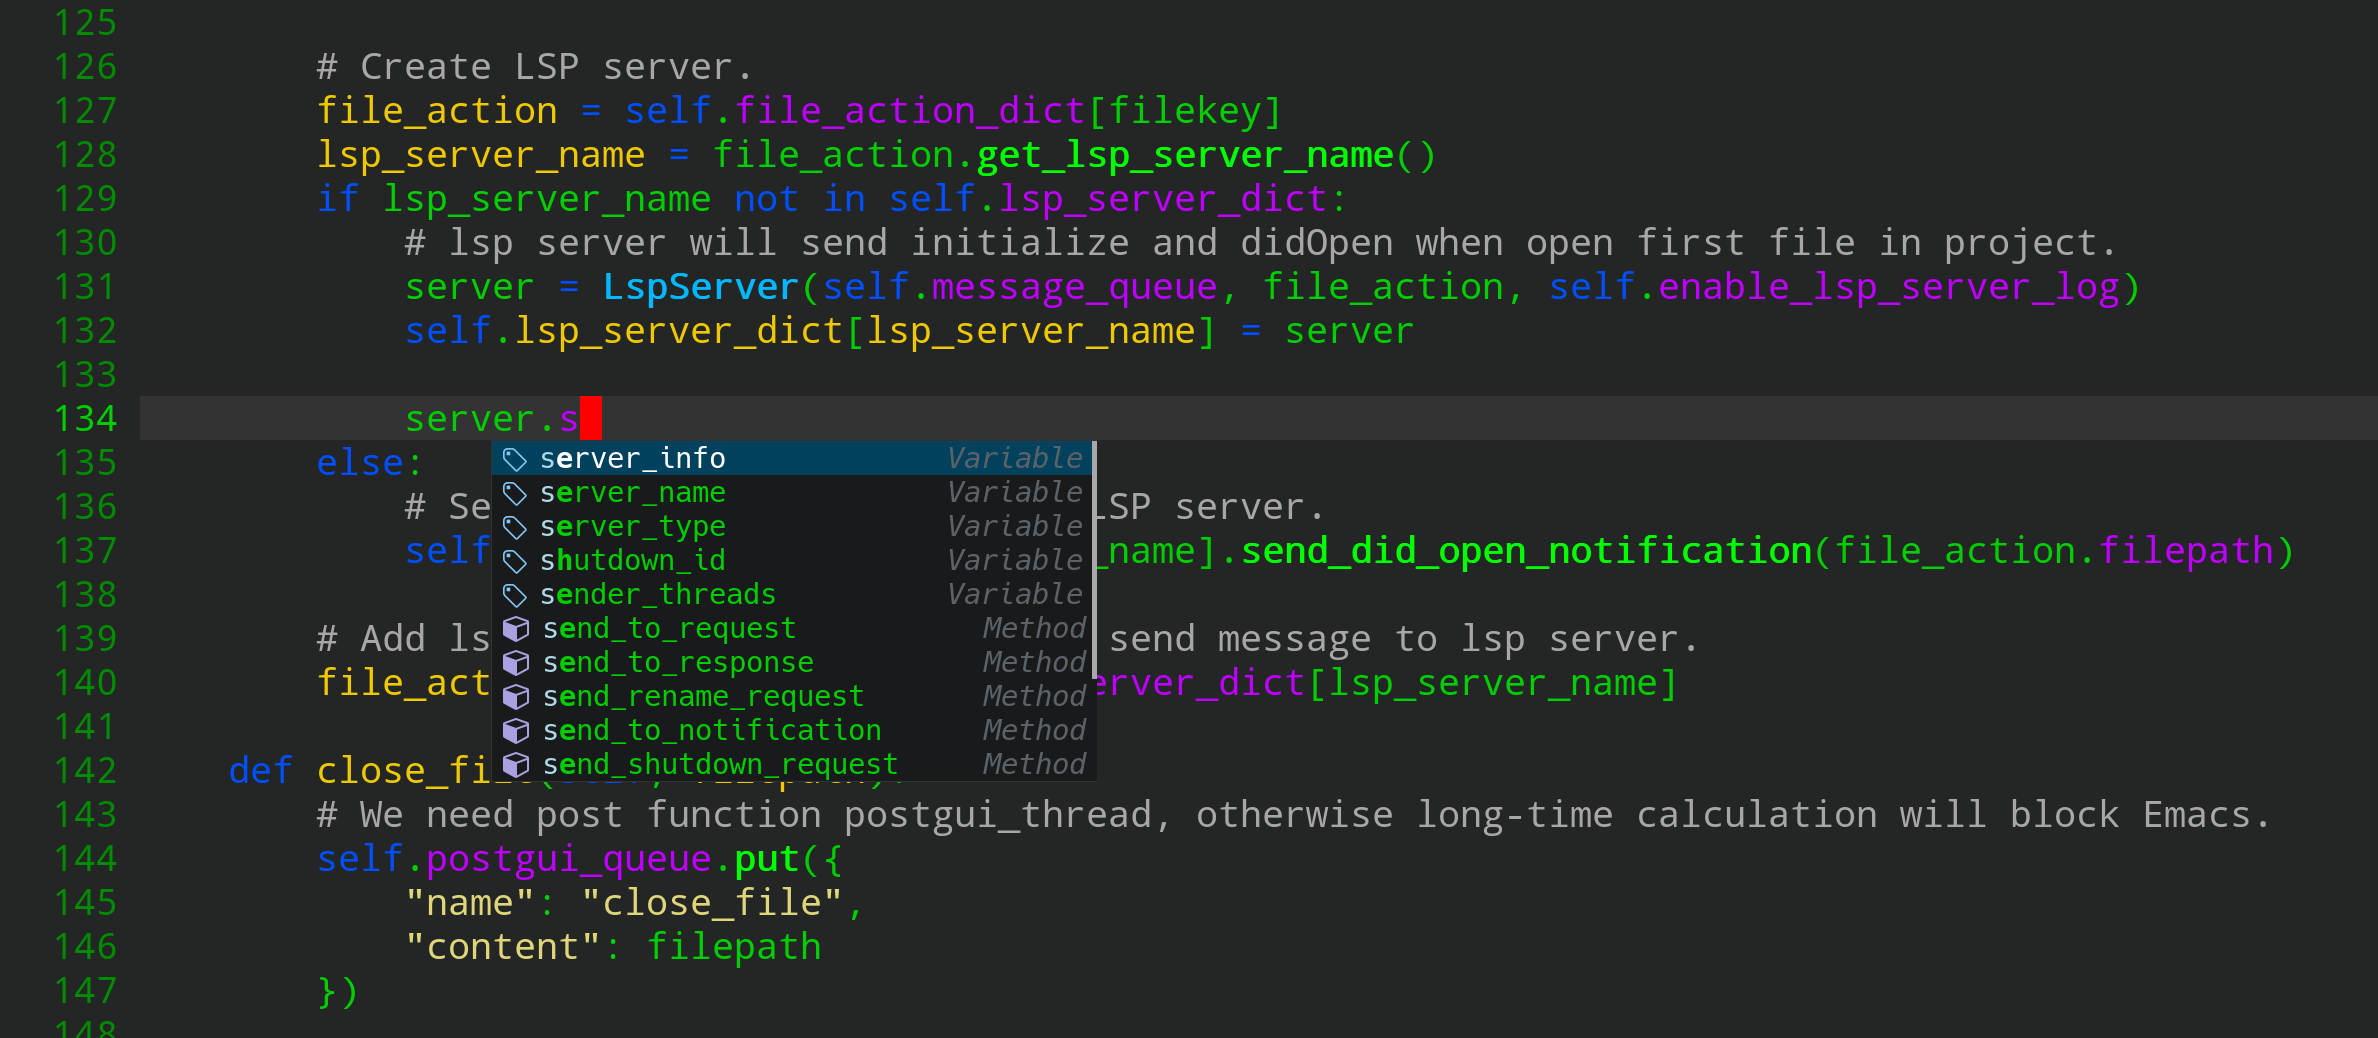 125
126 # Create LSP server.
127 file_action = self.file_action_dict[filekey]
128 lsp_server_name = file_action.get_lsp_server_name()
129 if lsp_server_name not in self.lsp_server_dict:
130 # lsp server will send initialize and didOpen when open first file in project.
131 server = LspServer(self.message_queue, file_action, self.enable_lsp_server_log)
132 self.lsp_server_dict[lsp_server_name] = server
133
134 server.s
135 else:
server_info Variable
server_name Variable
136 # Se LSP server.
server_type Variable
137 self _name].send_did_open_notification(file_action.filepath)
shutdown_id Variable
138
sender_threads Variable
139 # Add ls send message to lsp server.
send_to_request Method
send_to_response Method
140 file_act erver_dict[lsp_server_name]
send_rename_request Method
141
send_to_notification Method
142 def close_fi
send_shutdown_request Method
143 # We need post function postgui_thread, otherwise long-time calculation will block Emacs.
144 self.postgui_queue.put({
145 "name": "close_file",
146 "content": filepath
147 })
148